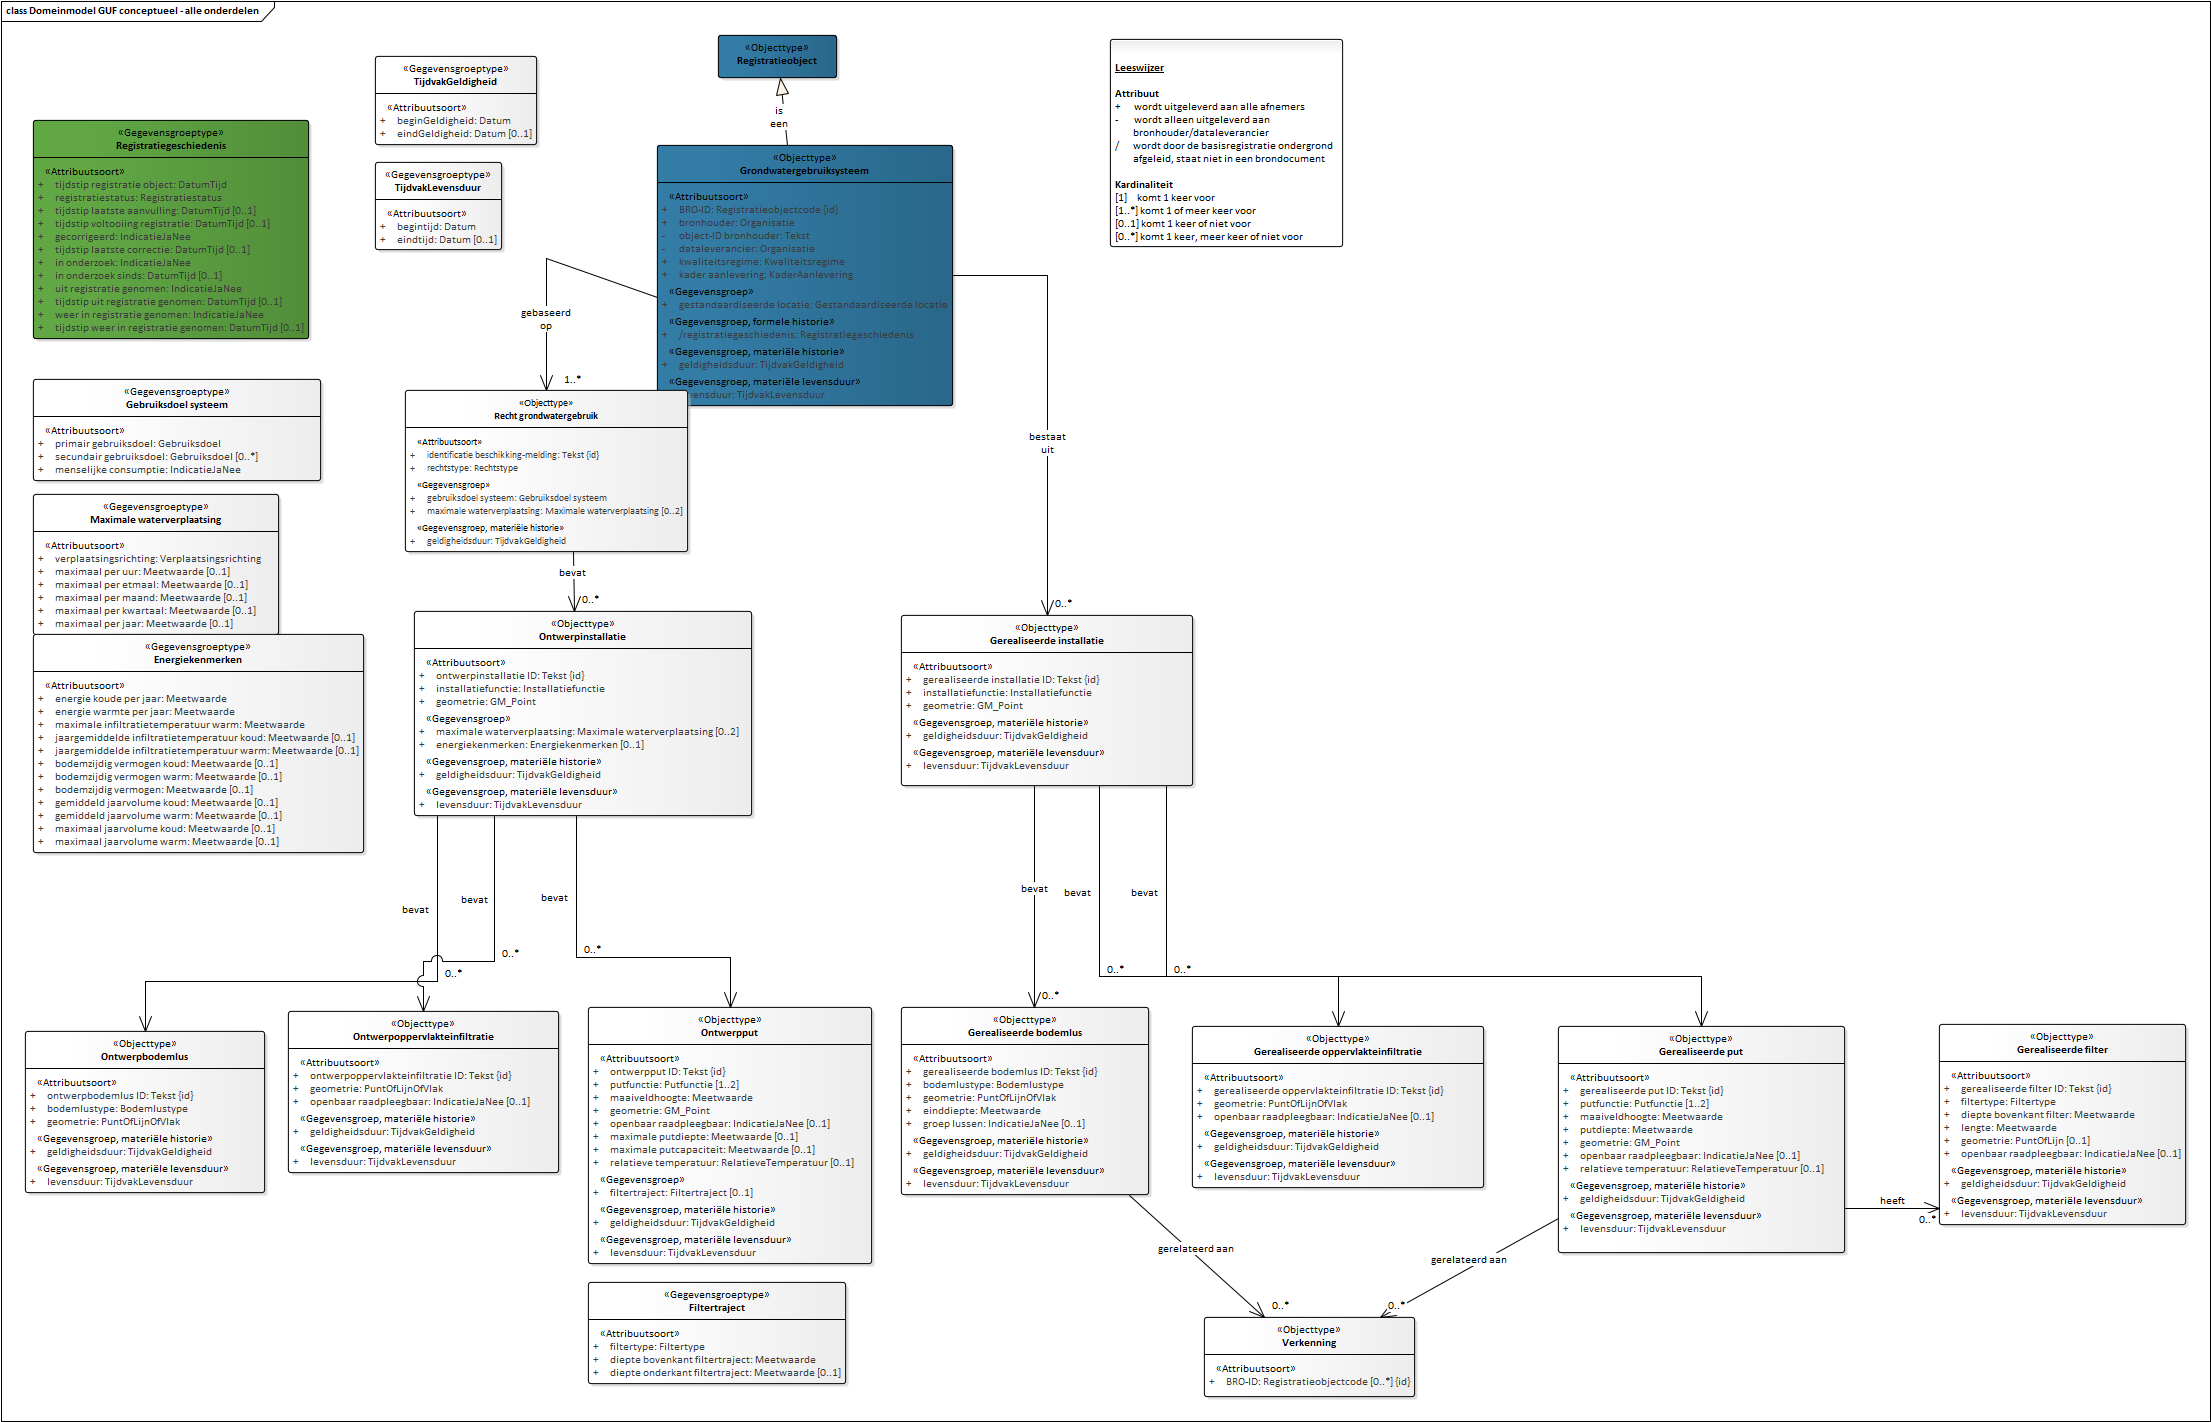 class Domeinmodel GUF conceptueel - alle onderdelen
«Objecttype»
Registratieobject
is
een
«Gegevensgroeptype»
TijdvakGeldigheid
«Attribuutsoort»
+ beginGeldigheid: Datum
+ eindGeldigheid: Datum [0..1]
«Gegevensgroeptype»
TijdvakLevensduur
«Attribuutsoort»
+ begintijd: Datum
+ eindtijd: Datum [0..1]
Leeswijzer
Attribuut
+ wordt uitgeleverd aan alle afnemers
- wordt alleen uitgeleverd aan
bronhouder/dataleverancier
/ wordt door de basisregistratie ondergrond
afgeleid, staat niet in een brondocument
Kardinaliteit
[1] komt 1 keer voor
[1..*] komt 1 of meer keer voor
[0..1] komt 1 keer of niet voor
[0..*] komt 1 keer, meer keer of niet voor
«Gegevensgroeptype»
Registratiegeschiedenis
«Attribuutsoort»
+ tijdstip registratie object: DatumTijd
+ registratiestatus: Registratiestatus
+ tijdstip laatste aanvulling: DatumTijd [0..1]
+ tijdstip voltooiing registratie: DatumTijd [0..1]
+ gecorrigeerd: IndicatieJaNee
+ tijdstip laatste correctie: DatumTijd [0..1]
+ in onderzoek: IndicatieJaNee
+ in onderzoek sinds: DatumTijd [0..1]
+ uit registratie genomen: IndicatieJaNee
+ tijdstip uit registratie genomen: DatumTijd [0..1]
+ weer in registratie genomen: IndicatieJaNee
+ tijdstip weer in registratie genomen: DatumTijd [0..1]
«Objecttype»
Grondwatergebruiksysteem
«Attribuutsoort»
+ BRO-ID: Registratieobjectcode {id}
+ bronhouder: Organisatie
- object-ID bronhouder: Tekst
- dataleverancier: Organisatie
+ kwaliteitsregime: Kwaliteitsregime
+ kader aanlevering: KaderAanlevering
«Gegevensgroep»
+ gestandaardiseerde locatie: Gestandaardiseerde locatie
«Gegevensgroep, formele historie»
+ /registratiegeschiedenis: Registratiegeschiedenis
«Gegevensgroep, materiële historie»
+ geldigheidsduur: TijdvakGeldigheid
«Gegevensgroep, materiële levensduur»
vensduur: TijdvakLevensduur
gebaseerd
op
1..*
bestaat
uit
0..*
«Gegevensgroeptype»
Gebruiksdoel systeem
«Attribuutsoort»
+ primair gebruiksdoel: Gebruiksdoel
+ secundair gebruiksdoel: Gebruiksdoel [0..*]
+ menselijke consumptie: IndicatieJaNee
«Objecttype»
Recht grondwatergebruik
«Attribuutsoort»
+ identificatie beschikking-melding: Tekst {id}
+ rechtstype: Rechtstype
«Gegevensgroep»
+ gebruiksdoel systeem: Gebruiksdoel systeem
+ maximale waterverplaatsing: Maximale waterverplaatsing [0..2]
«Gegevensgroep, materiële historie»
+ geldigheidsduur: TijdvakGeldigheid
bevat
0..*
«Gegevensgroeptype»
Maximale waterverplaatsing
«Attribuutsoort»
+ verplaatsingsrichting: Verplaatsingsrichting
+ maximaal per uur: Meetwaarde [0..1]
+ maximaal per etmaal: Meetwaarde [0..1]
+ maximaal per maand: Meetwaarde [0..1]
+ maximaal per kwartaal: Meetwaarde [0..1]
+ maximaal per jaar: Meetwaarde [0..1]
«Gegevensgroeptype»
Energiekenmerken
«Attribuutsoort»
+ energie koude per jaar: Meetwaarde
+ energie warmte per jaar: Meetwaarde
+ maximale infiltratietemperatuur warm: Meetwaarde
+ jaargemiddelde infiltratietemperatuur koud: Meetwaarde [0..1]
+ jaargemiddelde infiltratietemperatuur warm: Meetwaarde [0..1]
+ bodemzijdig vermogen koud: Meetwaarde [0..1]
+ bodemzijdig vermogen warm: Meetwaarde [0..1]
+ bodemzijdig vermogen: Meetwaarde [0..1]
+ gemiddeld jaarvolume koud: Meetwaarde [0..1]
+ gemiddeld jaarvolume warm: Meetwaarde [0..1]
+ maximaal jaarvolume koud: Meetwaarde [0..1]
+ maximaal jaarvolume warm: Meetwaarde [0..1]
«Objecttype»
Ontwerpinstallatie
«Attribuutsoort»
+ ontwerpinstallatie ID: Tekst {id}
+ installatiefunctie: Installatiefunctie
+ geometrie: GM_Point
«Gegevensgroep»
+ maximale waterverplaatsing: Maximale waterverplaatsing [0..2]
+ energiekenmerken: Energiekenmerken [0..1]
«Gegevensgroep, materiële historie»
+ geldigheidsduur: TijdvakGeldigheid
«Gegevensgroep, materiële levensduur»
+ levensduur: TijdvakLevensduur
«Objecttype»
Gerealiseerde installatie
«Attribuutsoort»
+ gerealiseerde installatie ID: Tekst {id}
+ installatiefunctie: Installatiefunctie
+ geometrie: GM_Point
«Gegevensgroep, materiële historie»
+ geldigheidsduur: TijdvakGeldigheid
«Gegevensgroep, materiële levensduur»
+ levensduur: TijdvakLevensduur
bevat
bevat
bevat
0..*
0..*
0..*
bevat
bevat
bevat
0..*
0..*
0..*
«Objecttype»
Ontwerpbodemlus
«Attribuutsoort»
+ ontwerpbodemlus ID: Tekst {id}
+ bodemlustype: Bodemlustype
+ geometrie: PuntOfLijnOfVlak
«Gegevensgroep, materiële historie»
+ geldigheidsduur: TijdvakGeldigheid
«Gegevensgroep, materiële levensduur»
+ levensduur: TijdvakLevensduur
«Objecttype»
Ontwerpoppervlakteinfiltratie
«Attribuutsoort»
+ ontwerpoppervlakteinfiltratie ID: Tekst {id}
+ geometrie: PuntOfLijnOfVlak
+ openbaar raadpleegbaar: IndicatieJaNee [0..1]
«Gegevensgroep, materiële historie»
+ geldigheidsduur: TijdvakGeldigheid
«Gegevensgroep, materiële levensduur»
+ levensduur: TijdvakLevensduur
«Objecttype»
Ontwerpput
«Attribuutsoort»
+ ontwerpput ID: Tekst {id}
+ putfunctie: Putfunctie [1..2]
+ maaiveldhoogte: Meetwaarde
+ geometrie: GM_Point
+ openbaar raadpleegbaar: IndicatieJaNee [0..1]
+ maximale putdiepte: Meetwaarde [0..1]
+ maximale putcapaciteit: Meetwaarde [0..1]
+ relatieve temperatuur: RelatieveTemperatuur [0..1]
«Gegevensgroep»
+ filtertraject: Filtertraject [0..1]
«Gegevensgroep, materiële historie»
+ geldigheidsduur: TijdvakGeldigheid
«Gegevensgroep, materiële levensduur»
+ levensduur: TijdvakLevensduur
«Objecttype»
Gerealiseerde bodemlus
«Attribuutsoort»
+ gerealiseerde bodemlus ID: Tekst {id}
+ bodemlustype: Bodemlustype
+ geometrie: PuntOfLijnOfVlak
+ einddiepte: Meetwaarde
+ groep lussen: IndicatieJaNee [0..1]
«Gegevensgroep, materiële historie»
+ geldigheidsduur: TijdvakGeldigheid
«Gegevensgroep, materiële levensduur»
+ levensduur: TijdvakLevensduur
«Objecttype»
Gerealiseerde oppervlakteinfiltratie
«Attribuutsoort»
+ gerealiseerde oppervlakteinfiltratie ID: Tekst {id}
+ geometrie: PuntOfLijnOfVlak
+ openbaar raadpleegbaar: IndicatieJaNee [0..1]
«Gegevensgroep, materiële historie»
+ geldigheidsduur: TijdvakGeldigheid
«Gegevensgroep, materiële levensduur»
+ levensduur: TijdvakLevensduur
«Objecttype»
Gerealiseerde put
«Attribuutsoort»
+ gerealiseerde put ID: Tekst {id}
+ putfunctie: Putfunctie [1..2]
+ maaiveldhoogte: Meetwaarde
+ putdiepte: Meetwaarde
+ geometrie: GM_Point
+ openbaar raadpleegbaar: IndicatieJaNee [0..1]
+ relatieve temperatuur: RelatieveTemperatuur [0..1]
«Gegevensgroep, materiële historie»
+ geldigheidsduur: TijdvakGeldigheid
«Gegevensgroep, materiële levensduur»
+ levensduur: TijdvakLevensduur
heeft
0..*
«Objecttype»
Gerealiseerde filter
«Attribuutsoort»
+ gerealiseerde filter ID: Tekst {id}
+ filtertype: Filtertype
+ diepte bovenkant filter: Meetwaarde
+ lengte: Meetwaarde
+ geometrie: PuntOfLijn [0..1]
+ openbaar raadpleegbaar: IndicatieJaNee [0..1]
«Gegevensgroep, materiële historie»
+ geldigheidsduur: TijdvakGeldigheid
«Gegevensgroep, materiële levensduur»
+ levensduur: TijdvakLevensduur
gerelateerd aan
0..*
gerelateerd aan
0..*
«Gegevensgroeptype»
Filtertraject
«Attribuutsoort»
+ filtertype: Filtertype
+ diepte bovenkant filtertraject: Meetwaarde
+ diepte onderkant filtertraject: Meetwaarde [0..1]
«Objecttype»
Verkenning
«Attribuutsoort»
+ BRO-ID: Registratieobjectcode [0..*] {id}